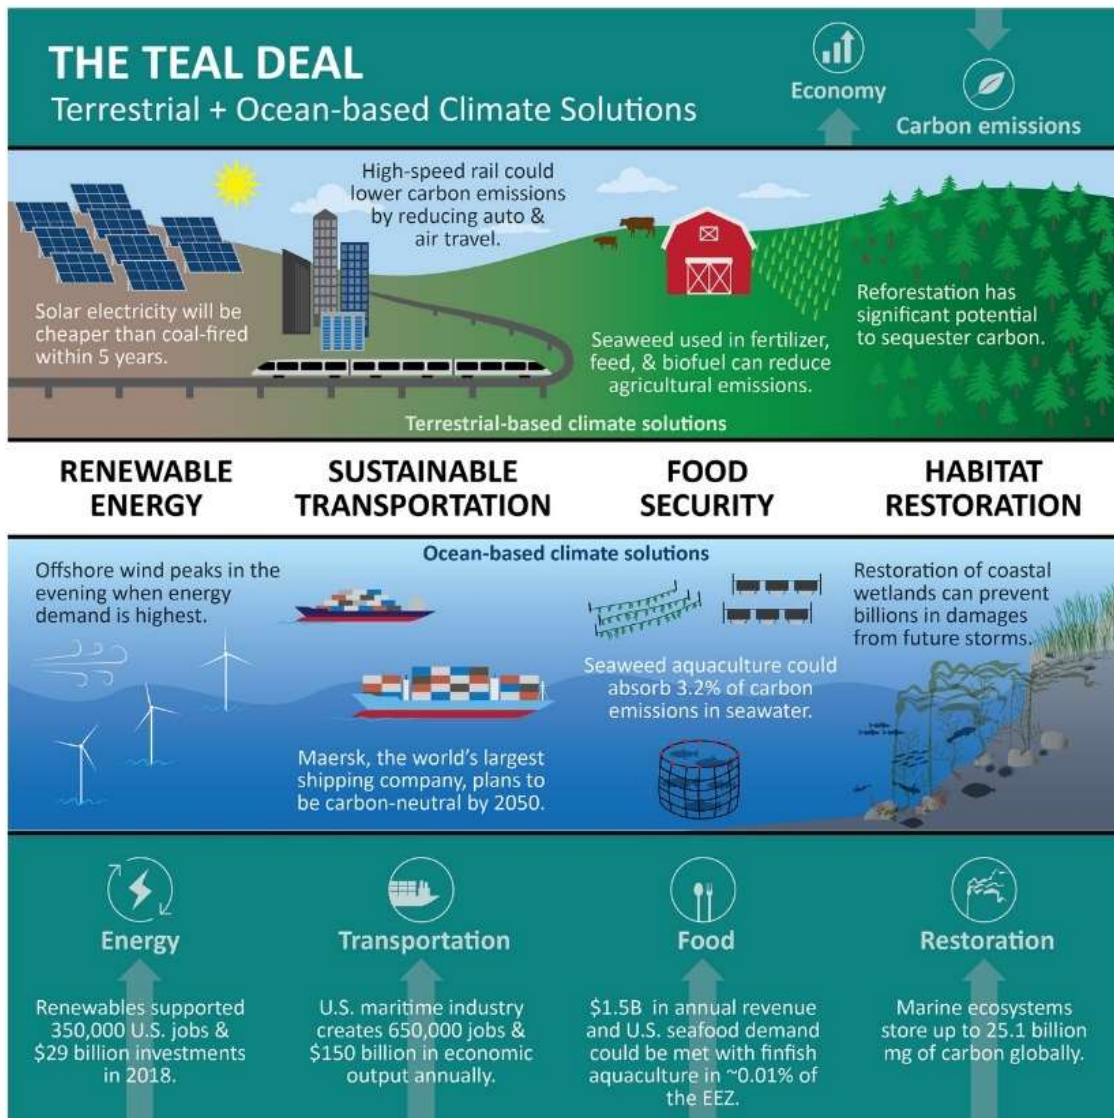 THE TEAL DEAL
Terrestrial + Ocean-based Climate Solutions
Economy
Carbon emissions
High-speed rail could
lower carbon emissions
by reducing auto &
air travel.
Solar electricity will be
cheaper than coal-fired
within 5 years.
Seaweed used in fertilizer,
feed, & biofuel can reduce
agricultural emissions.
Reforestation has
significant potential
to sequester carbon.
Terrestrial-based climate solutions
RENEWABLE
ENERGY
SUSTAINABLE
TRANSPORTATION
FOOD
SECURITY
HABITAT
RESTORATION
Ocean-based climate solutions
Offshore wind peaks in the
evening when energy
demand is highest.
Maersk, the world's largest
shipping company, plans to
be carbon-neutral by 2050.
Seaweed aquaculture could
absorb 3.2% of carbon
emissions in seawater.
Restoration of coastal
wetlands can prevent
billions in damages
from future storms.
Energy
Renewables supported
350,000 U.S. jobs &
$29 billion investments
in 2018.
Transportation
U.S. maritime industry
creates 650,000 jobs &
$150 billion in economic
output annually.
Food
$1.5B in annual revenue
and U.S. seafood demand
could be met with finfish
aquaculture in ~0.01% of
the EEZ.
Restoration
Marine ecosystems
store up to 25.1 billion
mg of carbon globally.